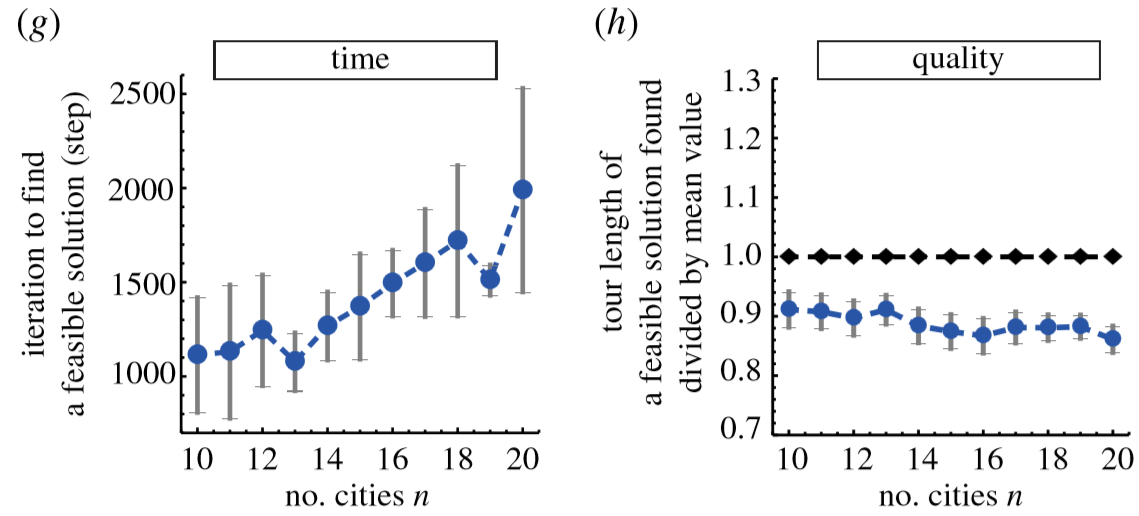 (g)
time
iteration to find
a feasible solution (step)
2500
2000
1500
1000
10 12 14 16 18 20
no. cities n
(h)
quality
tour length of
a feasible solution found
divided by mean value
1.3
1.2
1.1
1.0
0.9
0.8
0.7
10 12 14 16 18 20
no. cities n